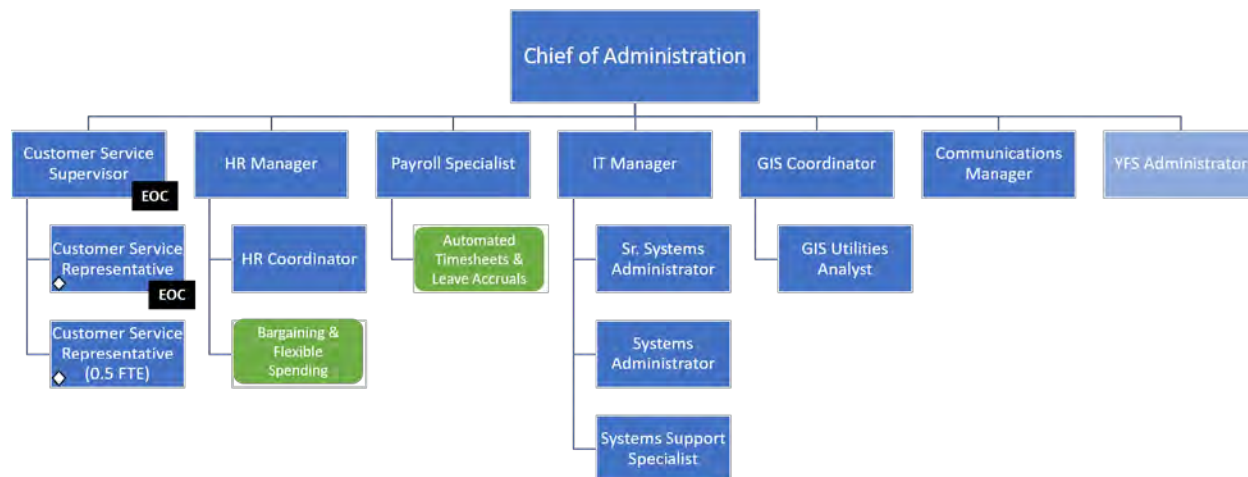 Chief of Administration
Customer Service
Supervisor
EOC
HR Manager
Payroll Specialist
IT Manager
GIS Coordinator
Communications
Manager
YFS Administrator
Customer Service
Representative
EOC
HR Coordinator
Automated
Timesheets &
Leave Accruals
Sr. Systems
Administrator
GIS Utilities
Analyst
Customer Service
Representative
(0.5 FTE)
Bargaining &
Flexible
Spending
Systems
Administrator
Systems Support
Specialist